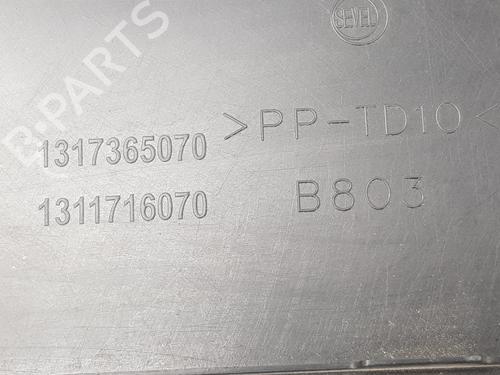 SEVEL
B-PARTS
>PP-TD10<
1317365070
1311716070
B803